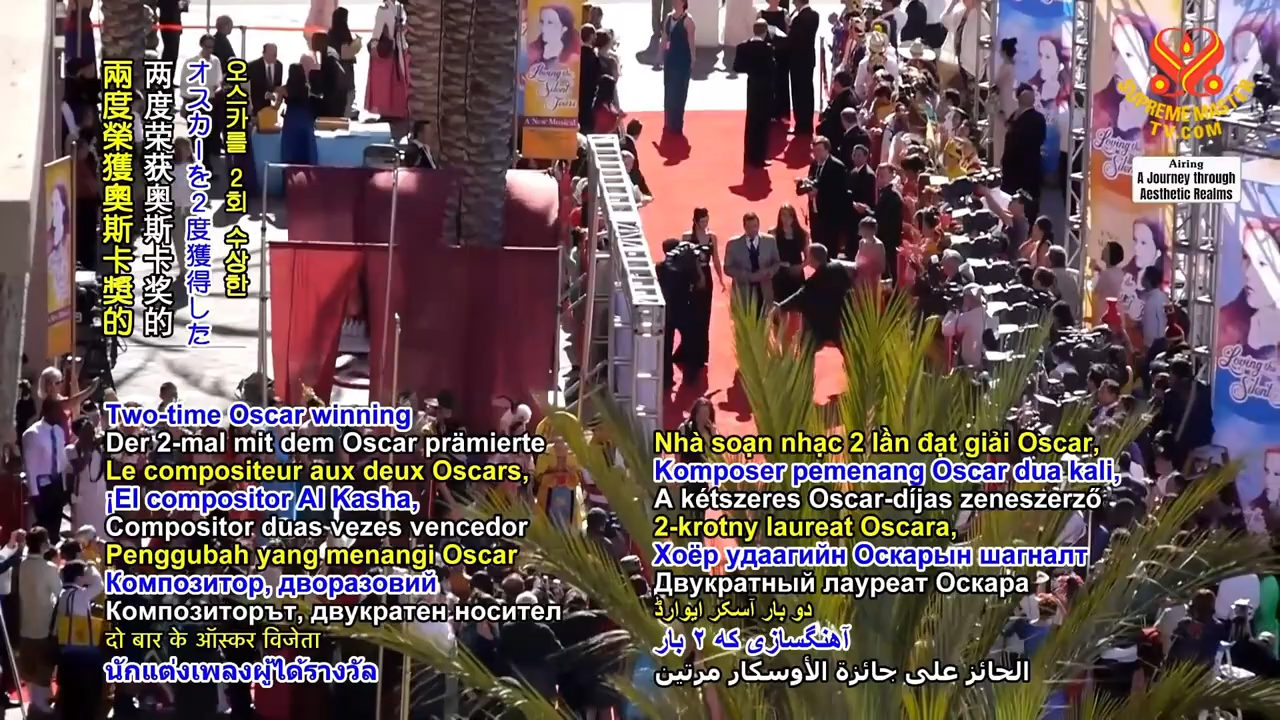 SUPREME MASTER
TV.COM
Airing
A Journey through
Aesthetic Realms
Loving the
Silent
Tears
A New Musical
Loving the
Silent
Loving the
Silent
兩度榮獲奧斯卡獎的
两度荣获奥斯卡奖的
オスカーを2度獲得した
오스카를 2회 수상한
Two-time Oscar winning
Der 2-mal mit dem Oscar prämierte
Le compositeur aux deux Oscars,
¡El compositor Al Kasha,
Compositor duas vezes vencedor
Penggubah yang menangi Oscar
Композитор, дворазовий
Композиторът, двукратен носител
दो बार के ऑस्कर विजेता
นักแต่งเพลงผู้ได้รางวัล
Nhà soạn nhạc 2 lần đạt giải Oscar,
Komposer pemenang Oscar dua kali,
A kétszeres Oscar-díjas zeneszerző
2-krotny laureat Oscara,
Хоёр удаагийн Оскарын шагналт
Двукратный лауреат Оскара
دو بار آسکر ایوارڈ
آهنگسازی که ۲ بار
الحائز على جائزة الأوسكار مرتين